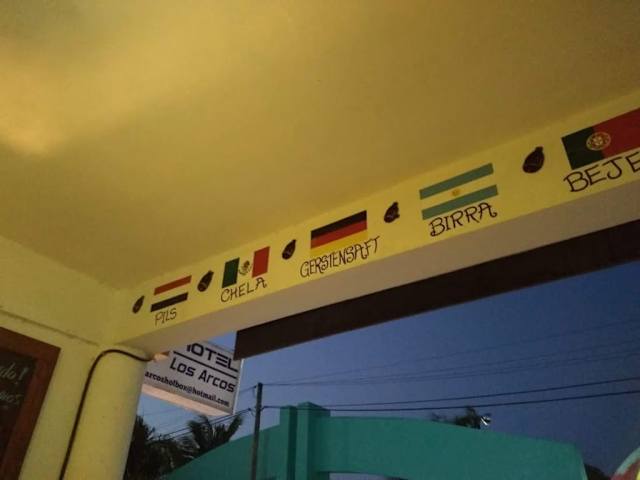 PILS
CHELA
GERSTENSAFT
BIRRA
BEJE
HOTEL
Los Arcos
arcosholbox@hotmail.com